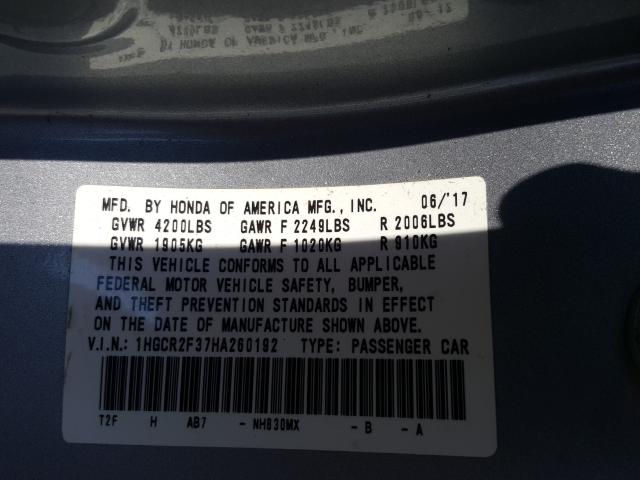 MFD. BY HONDA OF AMERICA MFG., INC. 06/'17
GVWR 4200LBS GAWR F 2249LBS R 2006LBS
GVWR 1905KG GAWR F 1020KG R 910KG
THIS VEHICLE CONFORMS TO ALL APPLICABLE
FEDERAL MOTOR VEHICLE SAFETY, BUMPER,
AND THEFT PREVENTION STANDARDS IN EFFECT
ON THE DATE OF MANUFACTURE SHOWN ABOVE.
V.I.N.: 1HGCR2F37HA260192 TYPE: PASSENGER CAR
T2F H AB7 - NH830MX - B - A